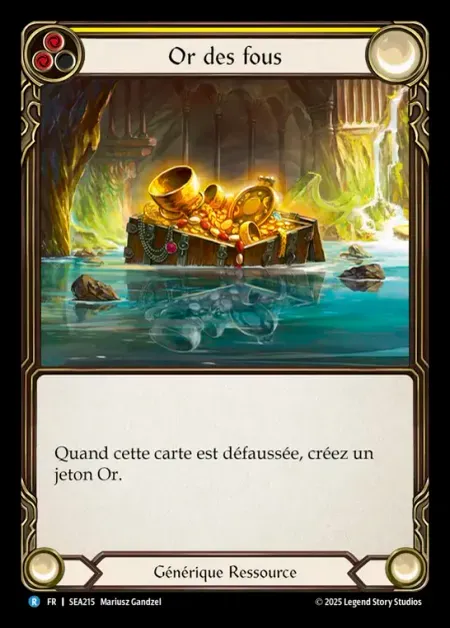 Or des fous
Quand cette carte est défaussée, créez un
jeton Or.
Générique Ressource
R FR | SEA215 Mariusz Gandzel
© 2025 Legend Story Studios